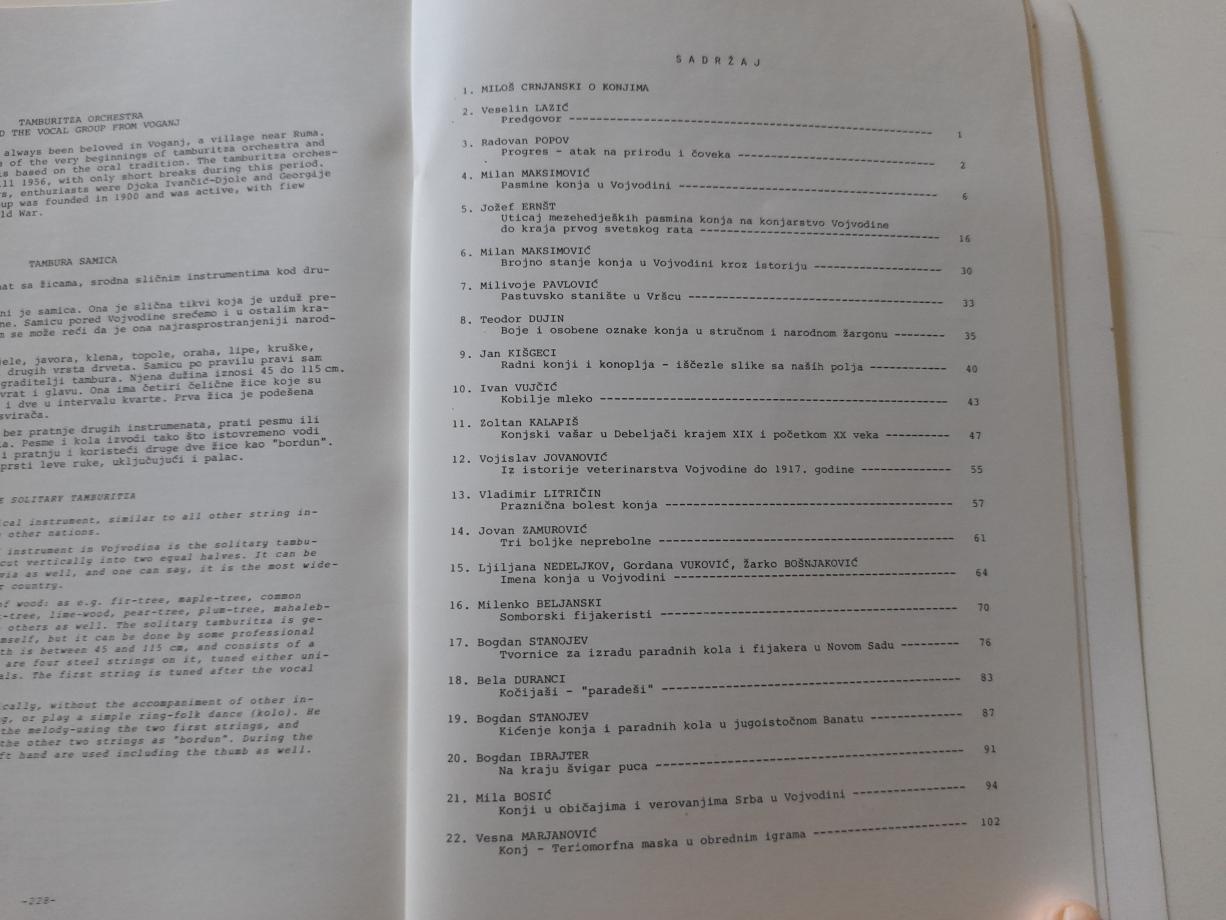 TAMBURITZA ORCHESTRA
THE VOCAL GROUP FROM VOGANJ
always been beloved in Voganj, a village near Ruma.
of the very beginnings of tamburitza orchestra and
is based on the oral tradition. The tamburitza orches-
1956, with only short breaks during this period.
enthusiasts were Djoka Ivančić-Djole and Georgije
was founded in 1900 and was active, with fiew
World War.
TAMBURA SAMICA
sa žicama, srodna sličnim instrumentima kod dru-
je samica. Ona je slična tikvi koja je uzduž pre-
Samicu pored Vojvodine srećemo i u ostalim kra-
se može reći da je ona najrasprostranjeniji narod-
javora, klena, topole, oraha, lipe, kruške,
drugih vrsta drveta. Samicu po pravilu pravi sam
graditelji tambura. Njena dužina iznosi 45 do 115 cm.
vrat i glavu. Ona ima četiri čelične žice koje su
i dve u intervalu kvarte. Prva žica je podešena
svirača.
bez pratnje drugih instrumenata, prati pesmu ili
Pesme i kola izvodi tako što istovremeno vodi
i pratnju i koristeći druge dve žice kao "bordun".
prsti leve ruke, uključujući i palac.
SOLITARY TAMBURITZA
instrument, similar to all other string in-
other nations.
instrument in Vojvodina is the solitary tambu-
cut vertically into two equal halves. It can be
as well, and one can say, it is the most wide-
country.
of wood: as e.g. fir-tree, maple-tree, common
lime-wood, pear-tree, plum-tree, mahaleb-
others as well. The solitary tamburitza is ge-
but it can be done by some professional
is between 45 and 115 cm, and consists of a
are four steel strings on it, tuned either uni-
The first string is tuned after the vocal
without the accompaniment of other in-
or play a simple ring-folk dance (kolo). He
the melody-using the two first strings, and
the other two strings as "bordun". During the
hand are used including the thumb as well.
-228-
SADRŽAJ
1. MILOŠ CRNJANSKI O KONJIMA
2. Veselin LAZIĆ
Predgovor ---------- 1
3. Radovan POPOV
Progres - atak na prirodu i čoveka ---------- 2
4. Milan MAKSIMOVIĆ
Pasmine konja u Vojvodini ---------- 6
5. Jožef ERNŠT
Uticaj mezehedjeških pasmina konja na konjarstvo Vojvodine
do kraja prvog svetskog rata ---------- 16
6. Milan MAKSIMOVIĆ
Brojno stanje konja u Vojvodini kroz istoriju ---------- 30
7. Milivoje PAVLOVIĆ
Pastuvsko stanište u Vršcu ---------- 33
8. Teodor DUJIN
Boje i osobene oznake konja u stručnom i narodnom žargonu -------- 35
9. Jan KIŠGECI
Radni konji i konoplja - iščezle slike sa naših polja ---------- 40
10. Ivan VUJČIĆ
Kobilje mleko ---------- 43
11. Zoltan KALAPIŠ
Konjski vašar u Debeljači krajem XIX i početkom XX veka ---------- 47
12. Vojislav JOVANOVIĆ
Iz istorije veterinarstva Vojvodine do 1917. godine ---------- 55
13. Vladimir LITRIČIN
Praznična bolest konja ---------- 57
14. Jovan ZAMUROVIĆ
Tri boljke neprebolne ---------- 61
15. Ljiljana NEDELJKOV, Gordana VUKOVIĆ, Žarko BOŠNJAKOVIĆ
Imena konja u Vojvodini ---------- 64
16. Milenko BELJANSKI
Somborski fijakeristi ---------- 70
17. Bogdan STANOJEV
Tvornice za izradu paradnih kola i fijakera u Novom Sadu ------- 76
18. Bela DURANCI
Kočijaši - "paradeši" ---------- 83
19. Bogdan STANOJEV
Kićenje konja i paradnih kola u jugoistočnom Banatu ---------- 87
20. Bogdan IBRAJTER
Na kraju švigar puca ---------- 91
21. Mila BOSIĆ
Konji u običajima i verovanjima Srba u Vojvodini ---------- 94
22. Vesna MARJANOVIĆ
Konj - Teriomorfna maska u obrednim igrama ---------- 102